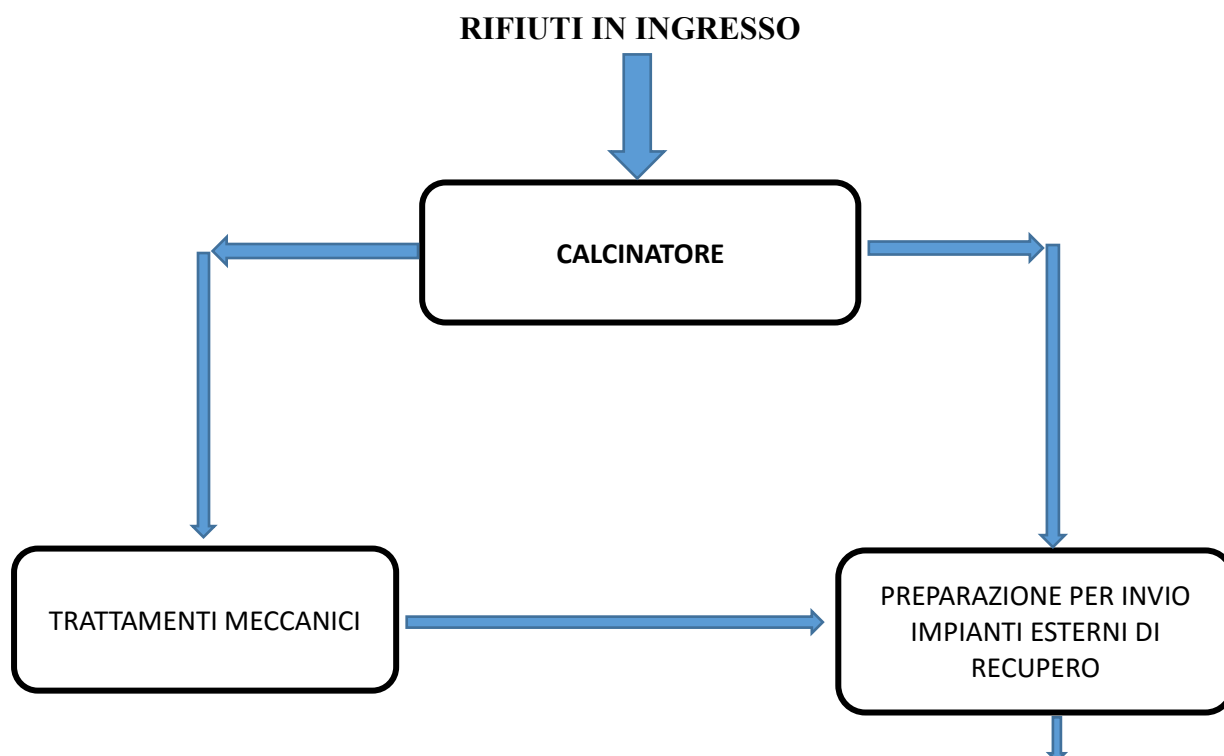 RIFIUTI IN INGRESSO
CALCINATORE
TRATTAMENTI MECCANICI
PREPARAZIONE PER INVIO
IMPIANTI ESTERNI DI
RECUPERO